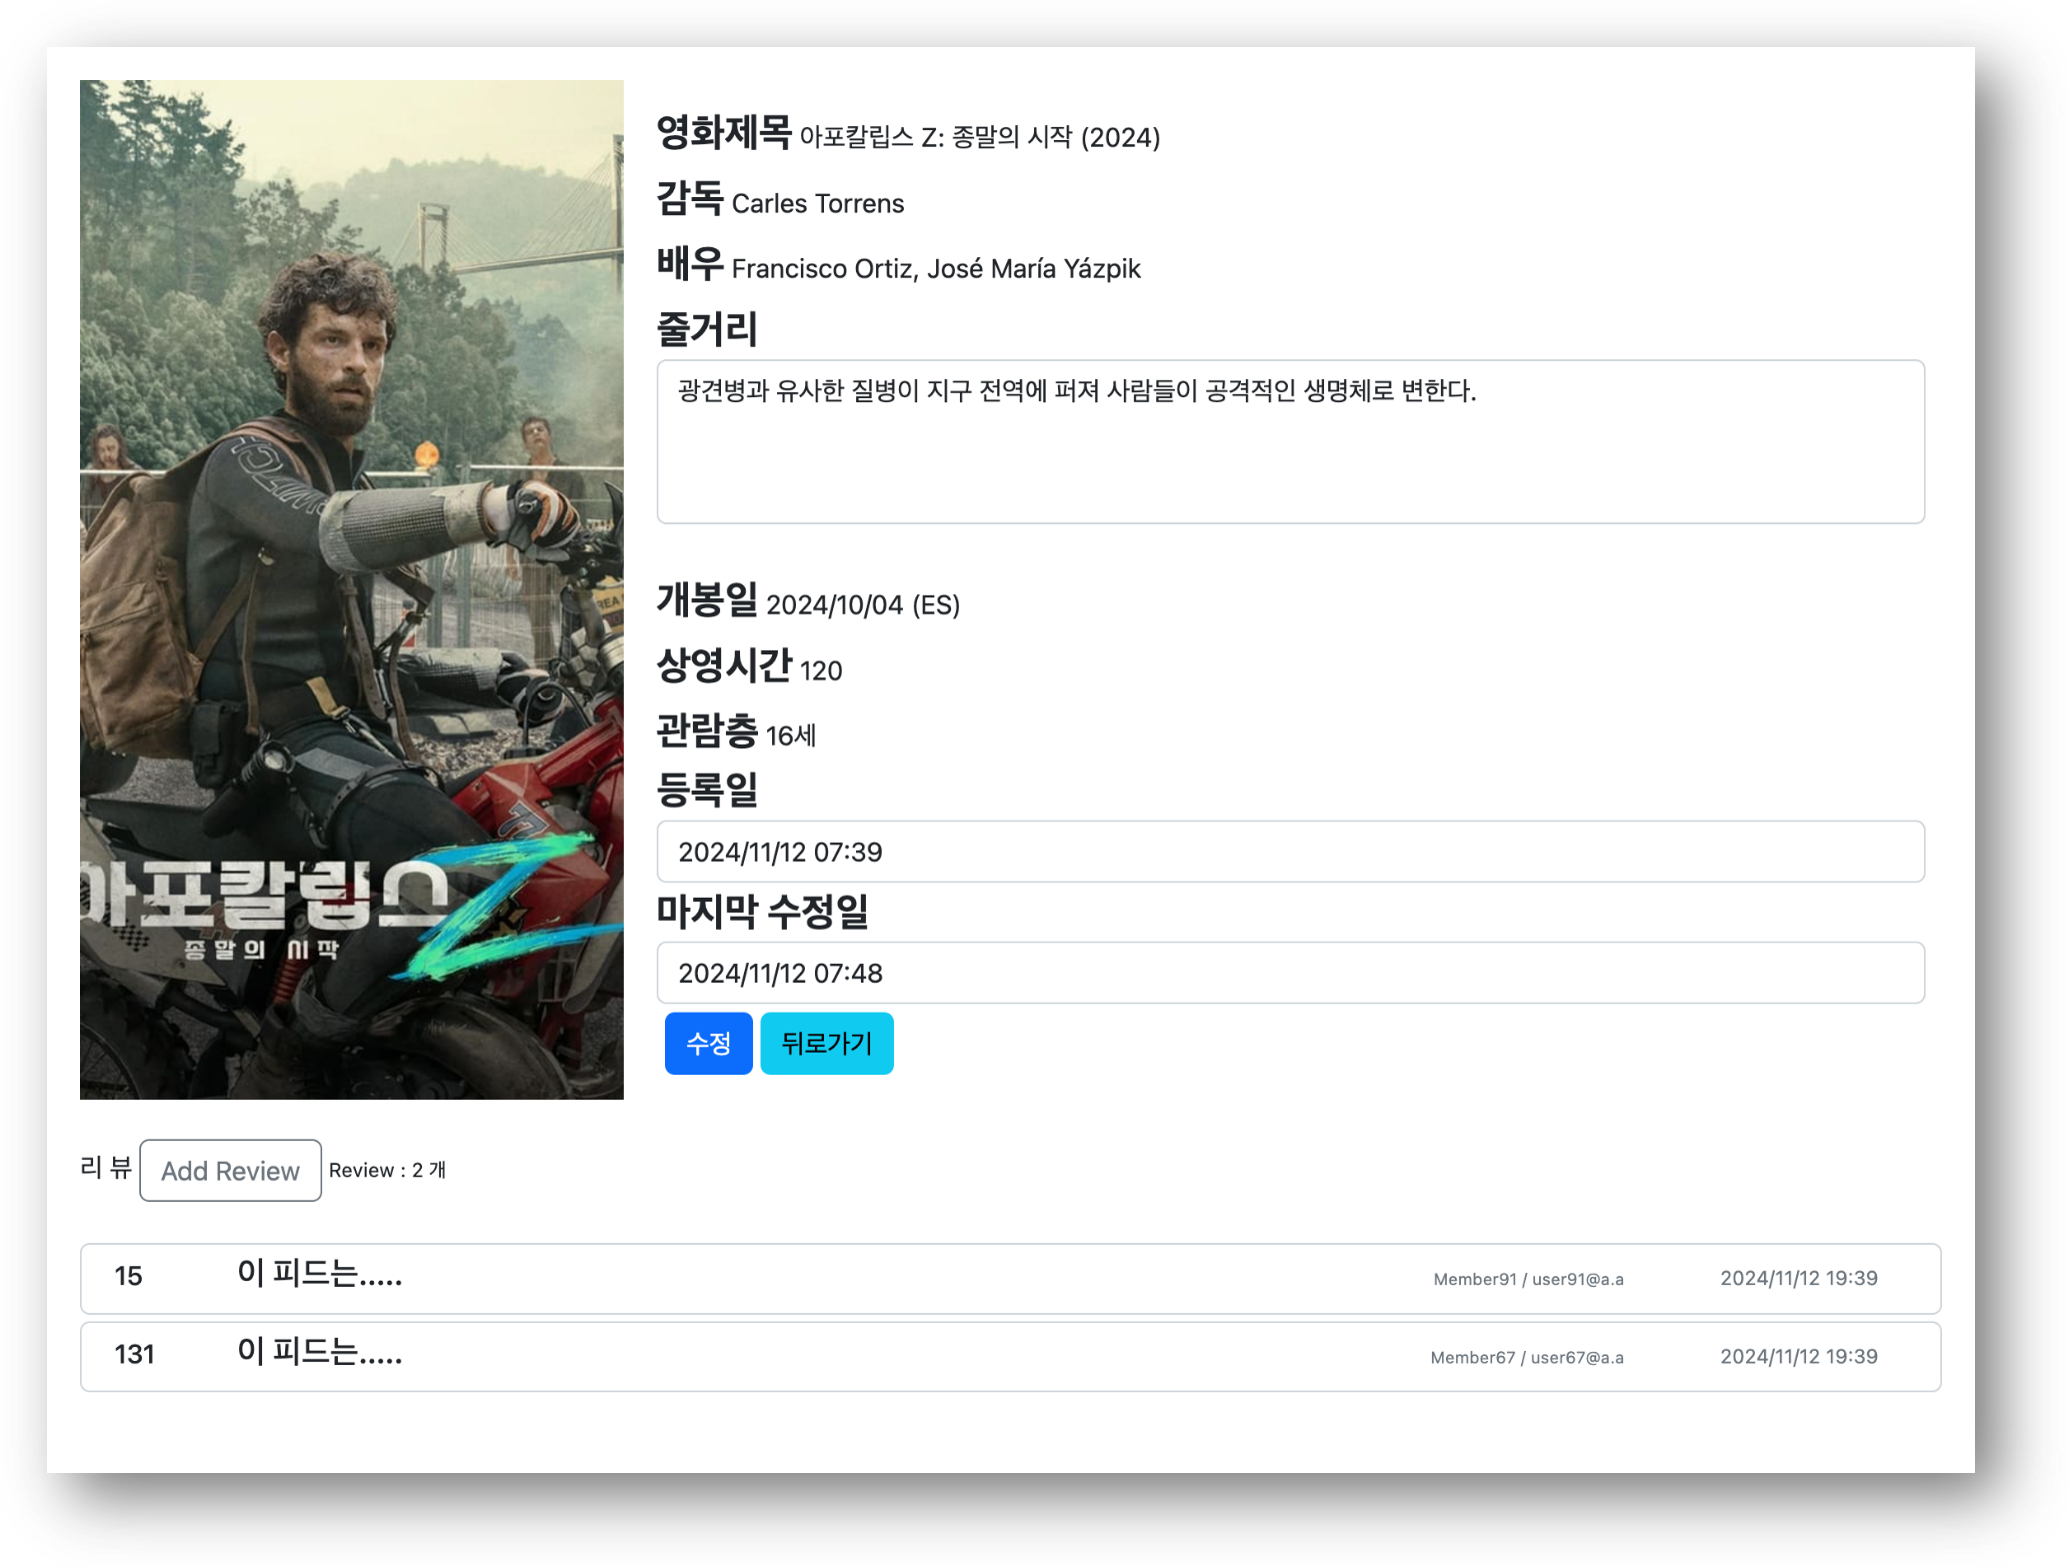 영화제목 아포칼립스 Z: 종말의 시작 (2024)
감독 Carles Torrens
배우 Francisco Ortiz, José María Yázpik
줄거리
광견병과 유사한 질병이 지구 전역에 퍼져 사람들이 공격적인 생명체로 변한다.
개봉일 2024/10/04 (ES)
상영시간 120
관람층 16세
등록일
2024/11/12 07:39
마지막 수정일
2024/11/12 07:48
수정 뒤로가기
77
아포칼립스 Z
종말의 시작
리 뷰 Add Review Review : 2 개
15 이 피드는..... Member91 / user91@a.a 2024/11/12 19:39
131 이 피드는..... Member67 / user67@a.a 2024/11/12 19:39